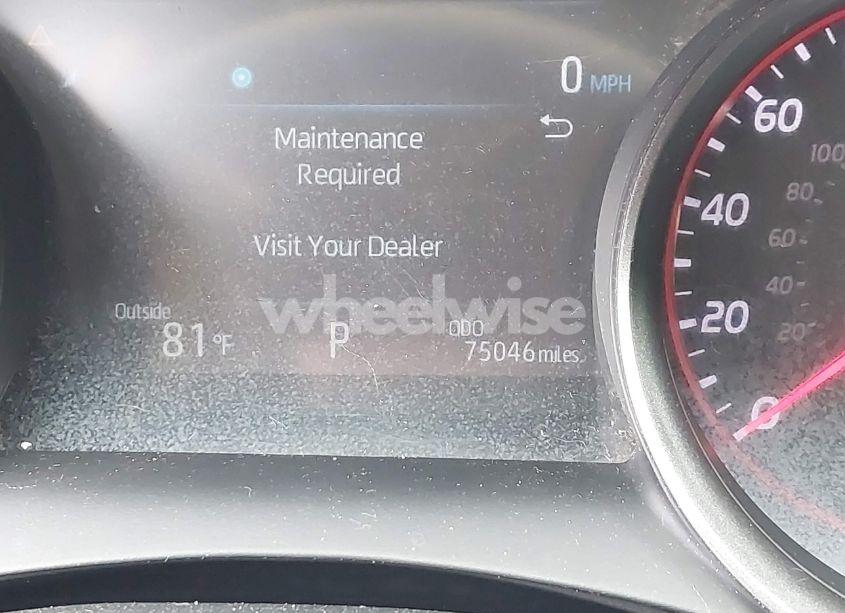 0 MPH
Maintenance
Required
Visit Your Dealer
wheelwise
Outside
81°F
P
ODO
75046 miles
60
40
20
0
100
80
60
40
20